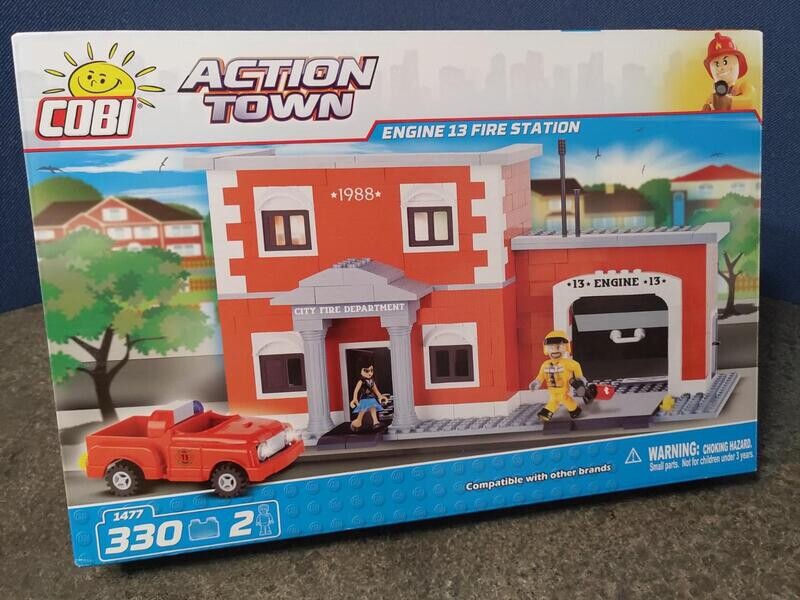 COBI®
ACTION
TOWN
ENGINE 13 FIRE STATION
★1988★
★13★ ENGINE ★13★
CITY FIRE DEPARTMENT
13
WARNING: CHOKING HAZARD.
Small parts. Not for children under 3 years.
Compatible with other brands
1477
330 2